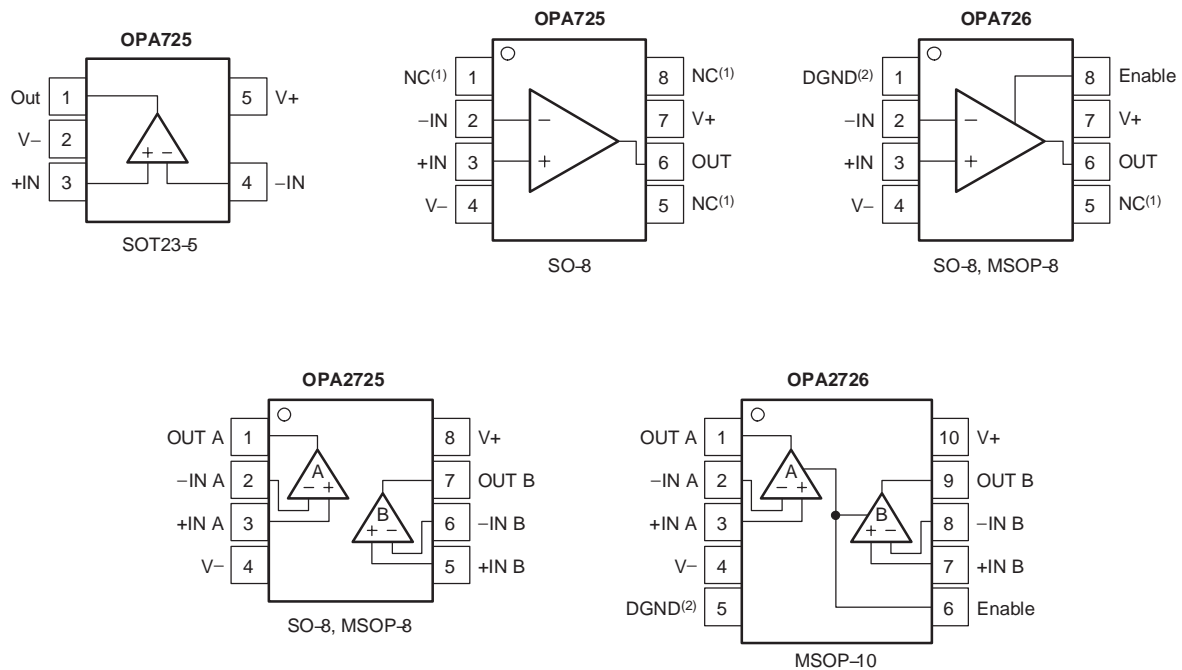 OPA725
Out 1
5 V+
V– 2
+IN 3
+ –
4 –IN
SOT23–5
OPA725
NC(1) 1
8 NC(1)
–IN 2
–
7 V+
+IN 3
+
6 OUT
V– 4
5 NC(1)
SO–8
OPA726
DGND(2) 1
8 Enable
–IN 2
–
7 V+
+IN 3
+
6 OUT
V– 4
5 NC(1)
SO–8, MSOP–8
OPA2725
OUT A 1
8 V+
A
–IN A 2
– +
7 OUT B
+IN A 3
B
6 –IN B
+ –
V– 4
5 +IN B
SO–8, MSOP–8
OPA2726
OUT A 1
10 V+
A
–IN A 2
– +
9 OUT B
+IN A 3
B
8 –IN B
+ –
V– 4
7 +IN B
DGND(2) 5
6 Enable
MSOP–10